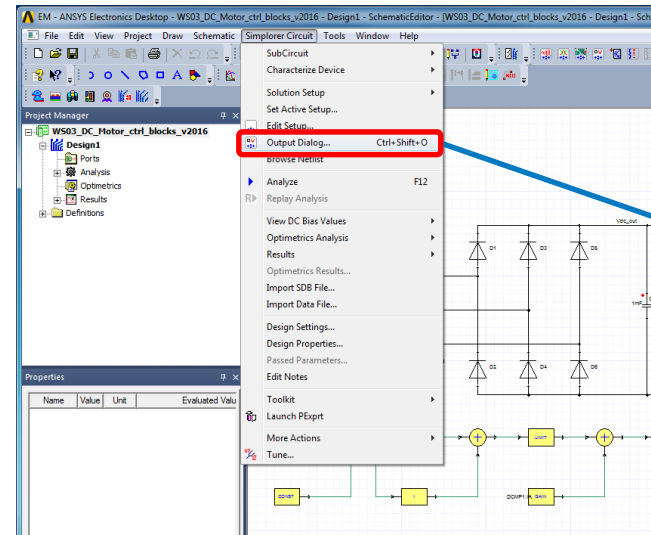 EM - ANSYS Electronics Desktop - WS03_DC_Motor_ctrl_blocks_v2016 - Design1 - SchematicEditor - [WS03_DC_Motor_ctrl_blocks_v2016 - Design1 - Sch
File Edit View Project Draw Schematic Simplorer Circuit Tools Window Help
Project Manager
WS03_DC_Motor_ctrl_blocks_v2016
Design1
Ports
Analysis
Optimetrics
Results
Definitions
SubCircuit
Characterize Device
Solution Setup
Set Active Setup...
Edit Setup...
Output Dialog... Ctrl+Shift+O
Browse Netlist
Analyze F12
Replay Analysis
View DC Bias Values
Optimetrics Analysis
Results
Optimetrics Results...
Import SDB File...
Import Data File...
Design Settings...
Design Properties...
Passed Parameters...
Edit Notes
Toolkit
Launch PExprt
More Actions
Tune...
Properties
Name Value Unit Evaluated Valu
D1 D3 D5
1mF
D2 D4 D6
LIMIT
CONST
I
GAIN